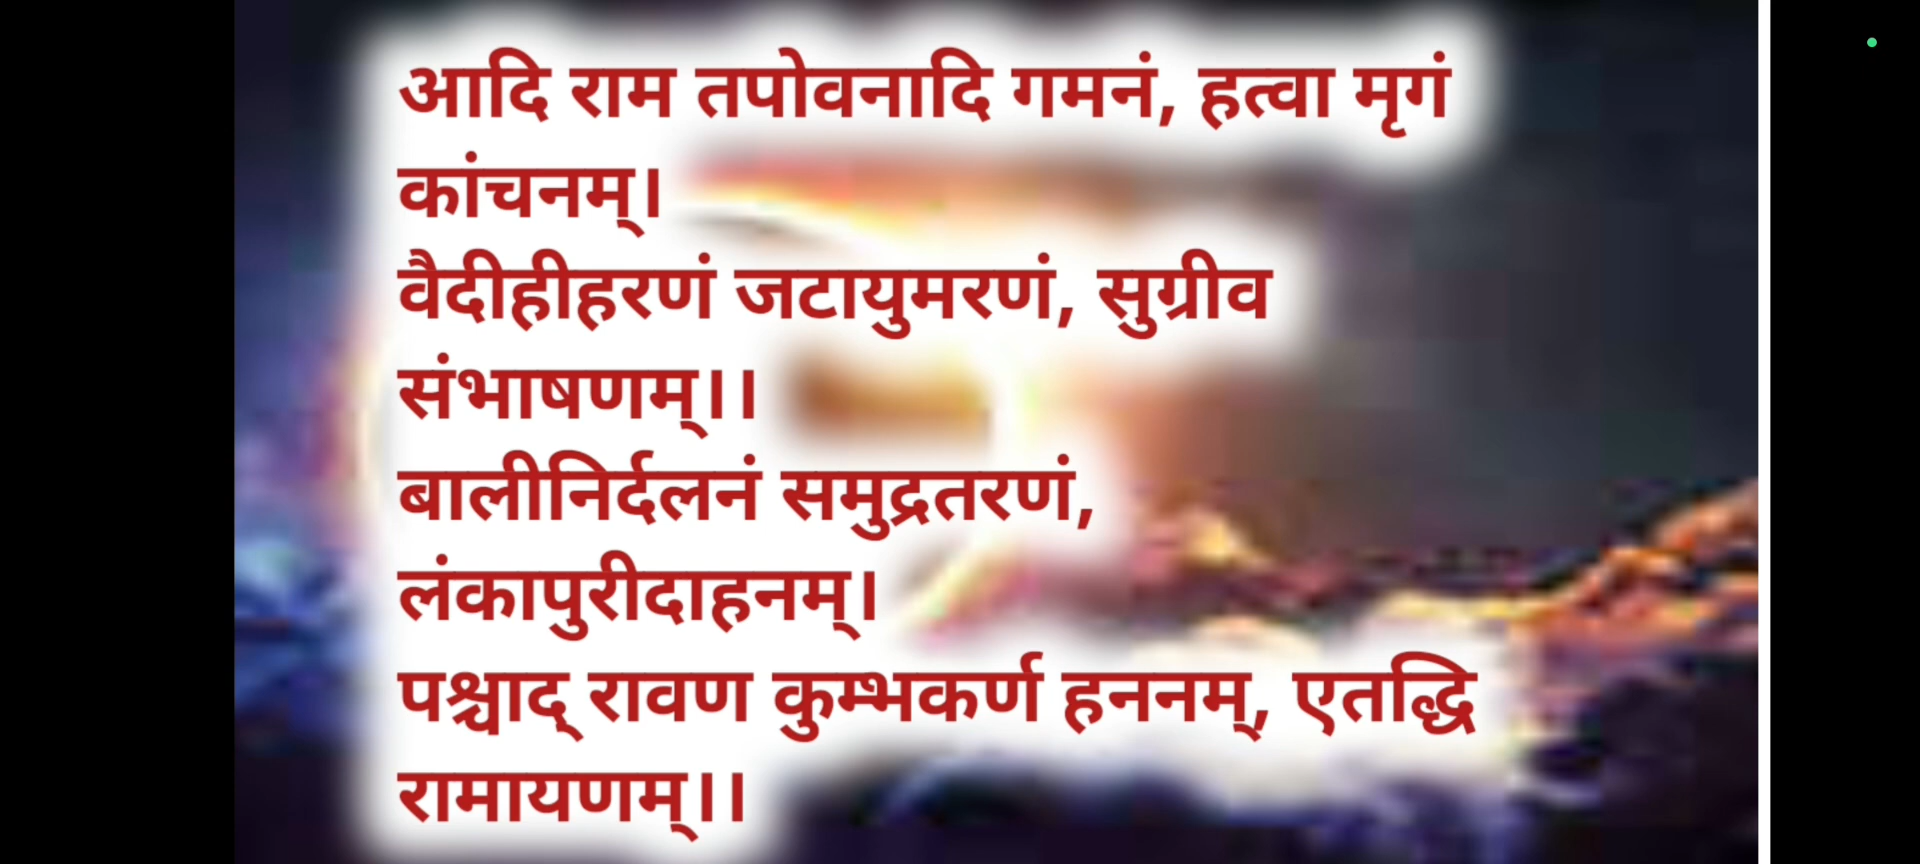 आदि राम तपोवनादि गमनं, हत्वा मृगं
कांचनम्।
वैदीहीहरणं जटायुमरणं, सुग्रीव
संभाषणम्।।
बालीनिर्दलनं समुद्रतरणं,
लंकापुरीदाहनम्।
पश्चाद् रावण कुम्भकर्ण हननम्, एतद्धि
रामायणम्।।